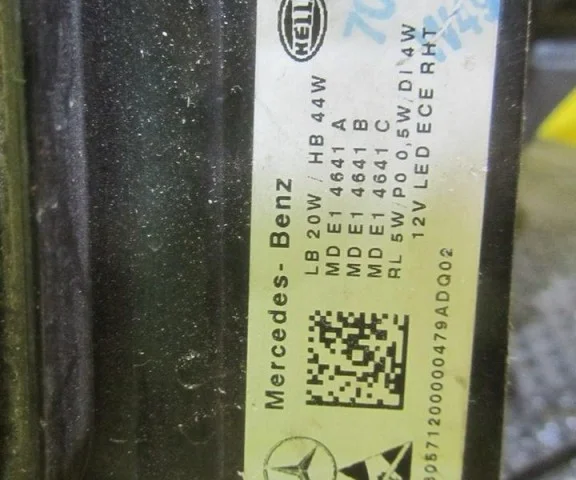 HELLA
Mercedes-Benz
LB 20W / HB 44W
MD E1 4641 A
MD E1 4641 B
MD E1 4641 C
RL 5W/PO 0,5W/DI 4W
12V LED ECE RHT
3057120000479ADQ02